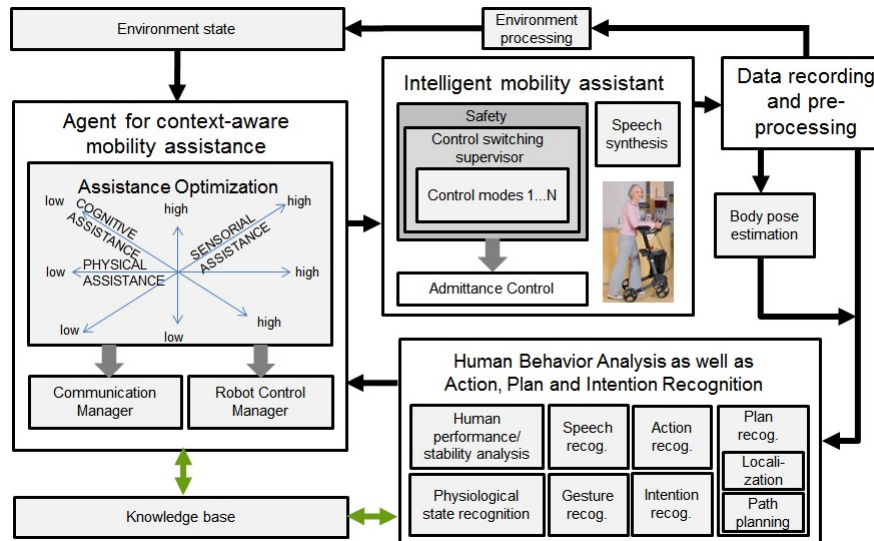 Environment state
Environment
processing
Agent for context-aware
mobility assistance
Assistance Optimization
low
COGNITIVE
ASSISTANCE
high
SENSORIAL
ASSISTANCE
high
low
PHYSICAL
ASSISTANCE
high
low
low
high
Communication
Manager
Robot Control
Manager
Intelligent mobility assistant
Safety
Control switching
supervisor
Control modes 1...N
Speech
synthesis
Admittance Control
Data recording
and pre-
processing
Body pose
estimation
Human Behavior Analysis as well as
Action, Plan and Intention Recognition
Human
performance/
stability analysis
Speech
recog.
Action
recog.
Plan
recog.
Locali-
zation
Path
planning
Physiological
state recognition
Gesture
recog.
Intention
recog.
Knowledge base